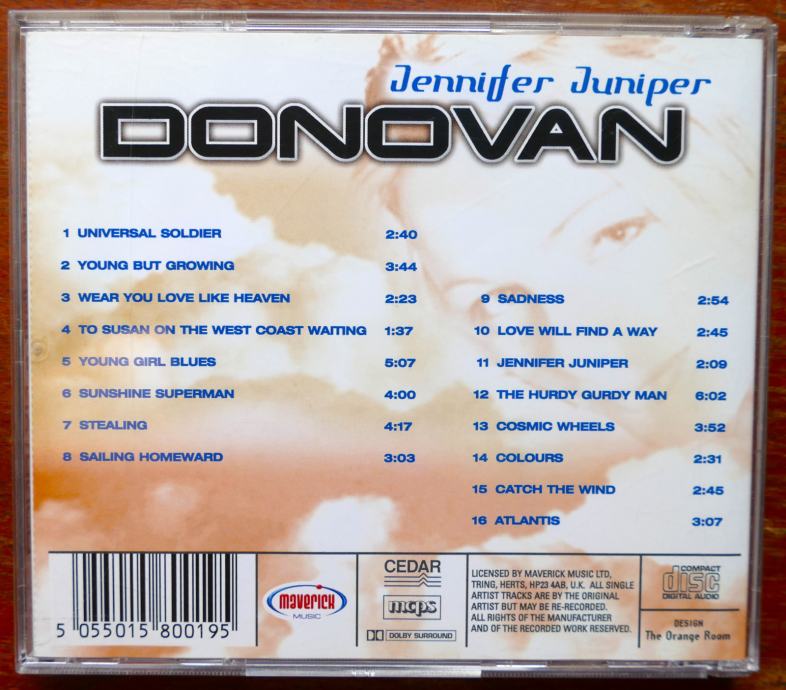 Jennifer Juniper
DONOVAN
1 UNIVERSAL SOLDIER 2:40
2 YOUNG BUT GROWING 3:44
3 WEAR YOU LOVE LIKE HEAVEN 2:23
4 TO SUSAN ON THE WEST COAST WAITING 1:37
5 YOUNG GIRL BLUES 5:07
6 SUNSHINE SUPERMAN 4:00
7 STEALING 4:17
8 SAILING HOMEWARD 3:03
9 SADNESS 2:54
10 LOVE WILL FIND A WAY 2:45
11 JENNIFER JUNIPER 2:09
12 THE HURDY GURDY MAN 6:02
13 COSMIC WHEELS 3:52
14 COLOURS 2:31
15 CATCH THE WIND 2:45
16 ATLANTIS 3:07
5 055015 800195
maverick
MUSIC
CEDAR
mcps
DOLBY SURROUND
LICENSED BY MAVERICK MUSIC LTD,
TRING, HERTS, HP23 4AB, U.K. ALL SINGLE
ARTIST TRACKS ARE BY THE ORIGINAL
ARTIST BUT MAY BE RE-RECORDED.
ALL RIGHTS OF THE MANUFACTURER
AND OF THE RECORDED WORK RESERVED.
COMPACT
disc
DIGITAL AUDIO
DESIGN
The Orange Room